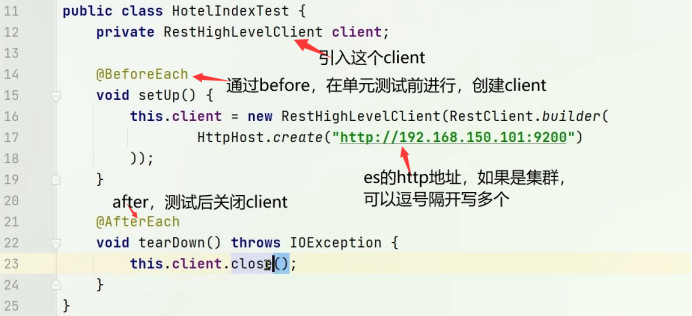 11 public class HotelIndexTest {
12 private RestHighLevelClient client;
13
引入这个client
14 @BeforeEach
通过before，在单元测试前进行，创建client
15 void setUp() {
16 this.client = new RestHighLevelClient(RestClient.builder(
17 HttpHost.create("http://192.168.150.101:9200")
18 ));
19 }
es的http地址，如果是集群，
可以逗号隔开写多个
20
after，测试后关闭client
21 @AfterEach
22 void tearDown() throws IOException {
23 this.client.close();
24 }
25 }